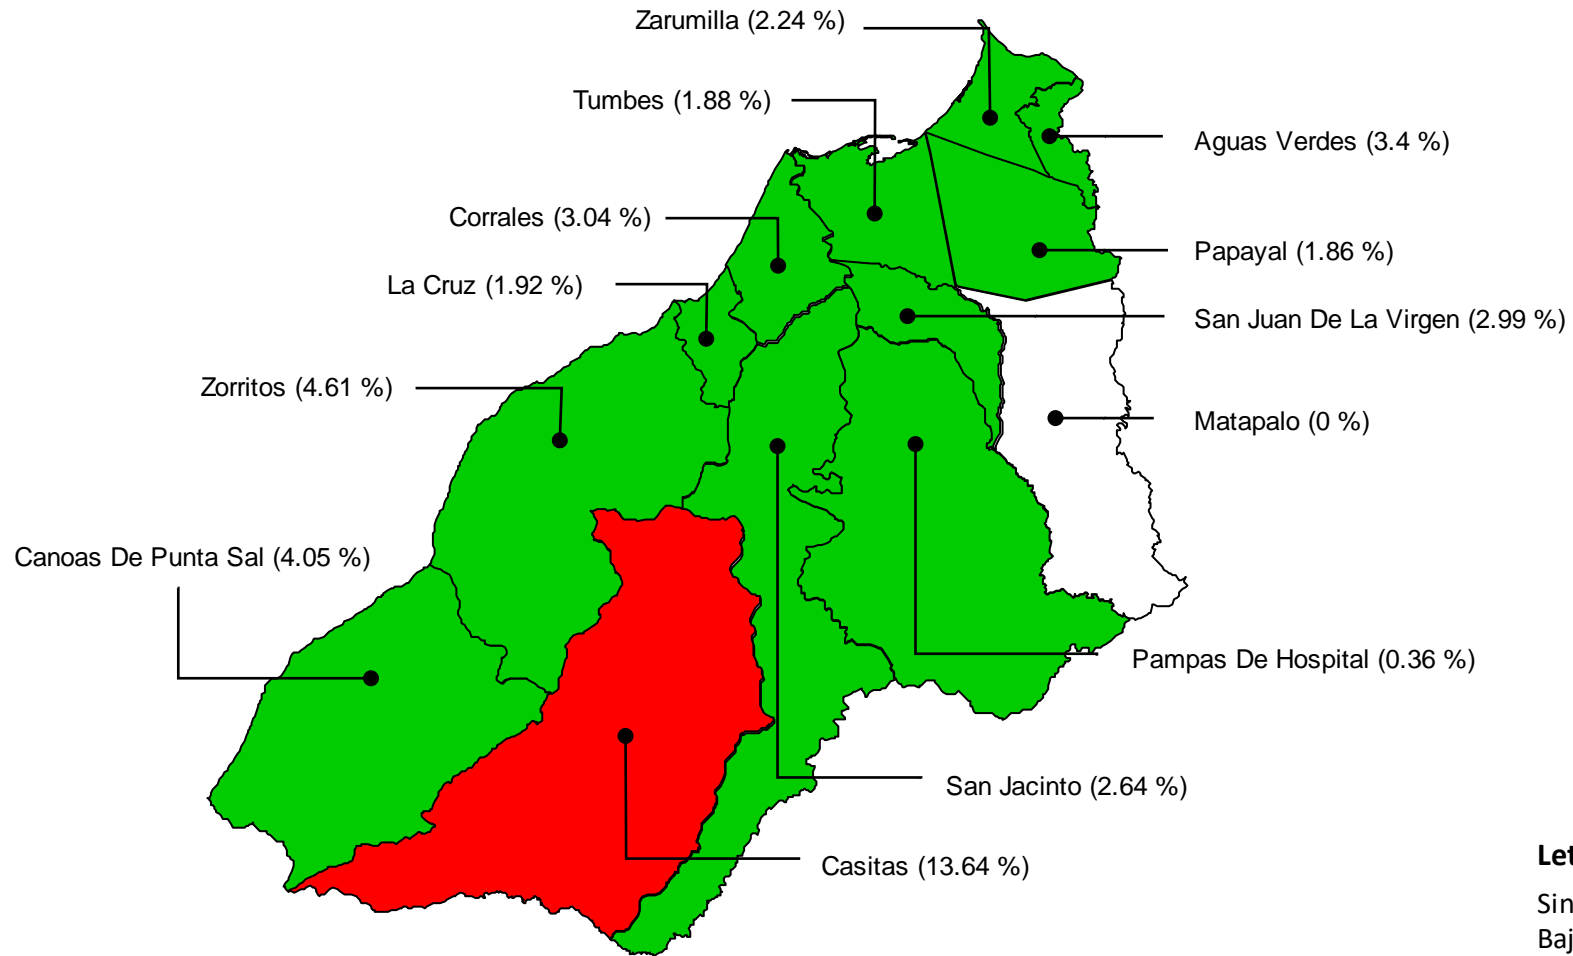 Zarumilla (2.24 %)
Tumbes (1.88 %)
Aguas Verdes (3.4 %)
Corrales (3.04 %)
Papayal (1.86 %)
La Cruz (1.92 %)
San Juan De La Virgen (2.99 %)
Zorritos (4.61 %)
Matapalo (0 %)
Canoas De Punta Sal (4.05 %)
Pampas De Hospital (0.36 %)
San Jacinto (2.64 %)
Casitas (13.64 %)
Sin